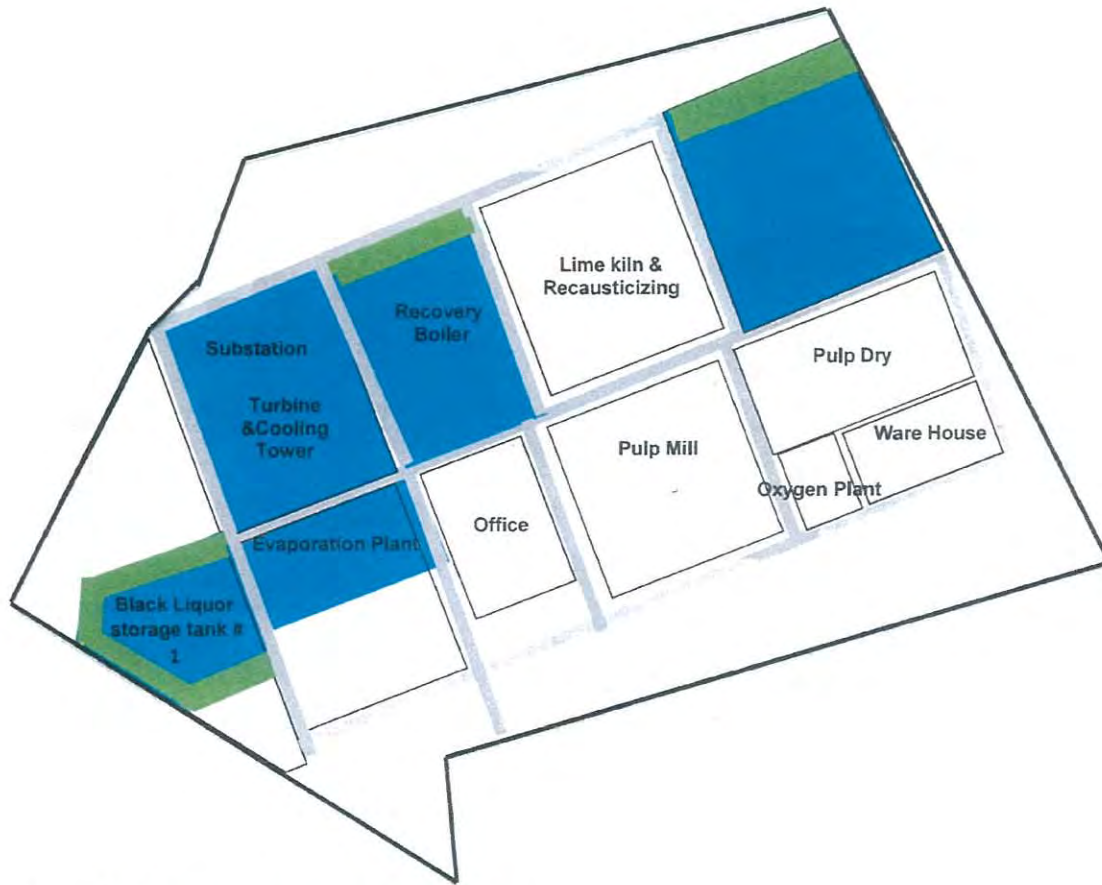 Lime kiln &
Recausticizing
Recovery
Boiler
Substation
Turbine
&Cooling
Tower
Pulp Dry
Ware House
Pulp Mill
Oxygen Plant
Office
Evaporation Plant
Black Liquor
storage tank #
1